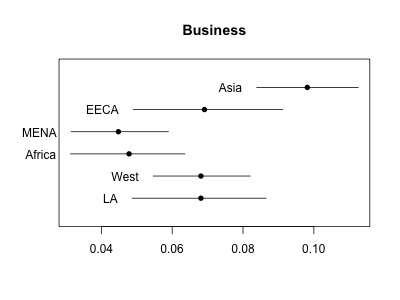 Business
Asia
EECA
MENA
Africa
West
LA
0.04 0.06 0.08 0.10